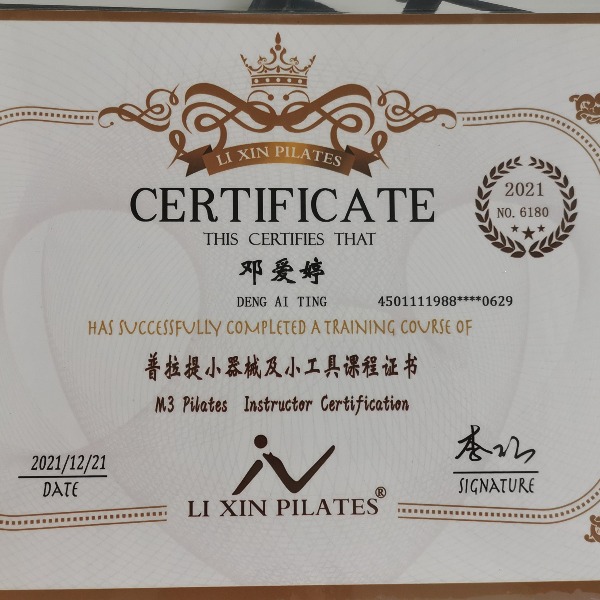 LI XIN PILATES
CERTIFICATE
2021
NO. 6180
THIS CERTIFIES THAT
邓爱婷
DENG AI TING 4501111988****0629
HAS SUCCESSFULLY COMPLETED A TRAINING COURSE OF
普拉提小器械及小工具课程证书
M3 Pilates Instructor Certification
2021/12/21
DATE
SIGNATURE
LI XIN PILATES®